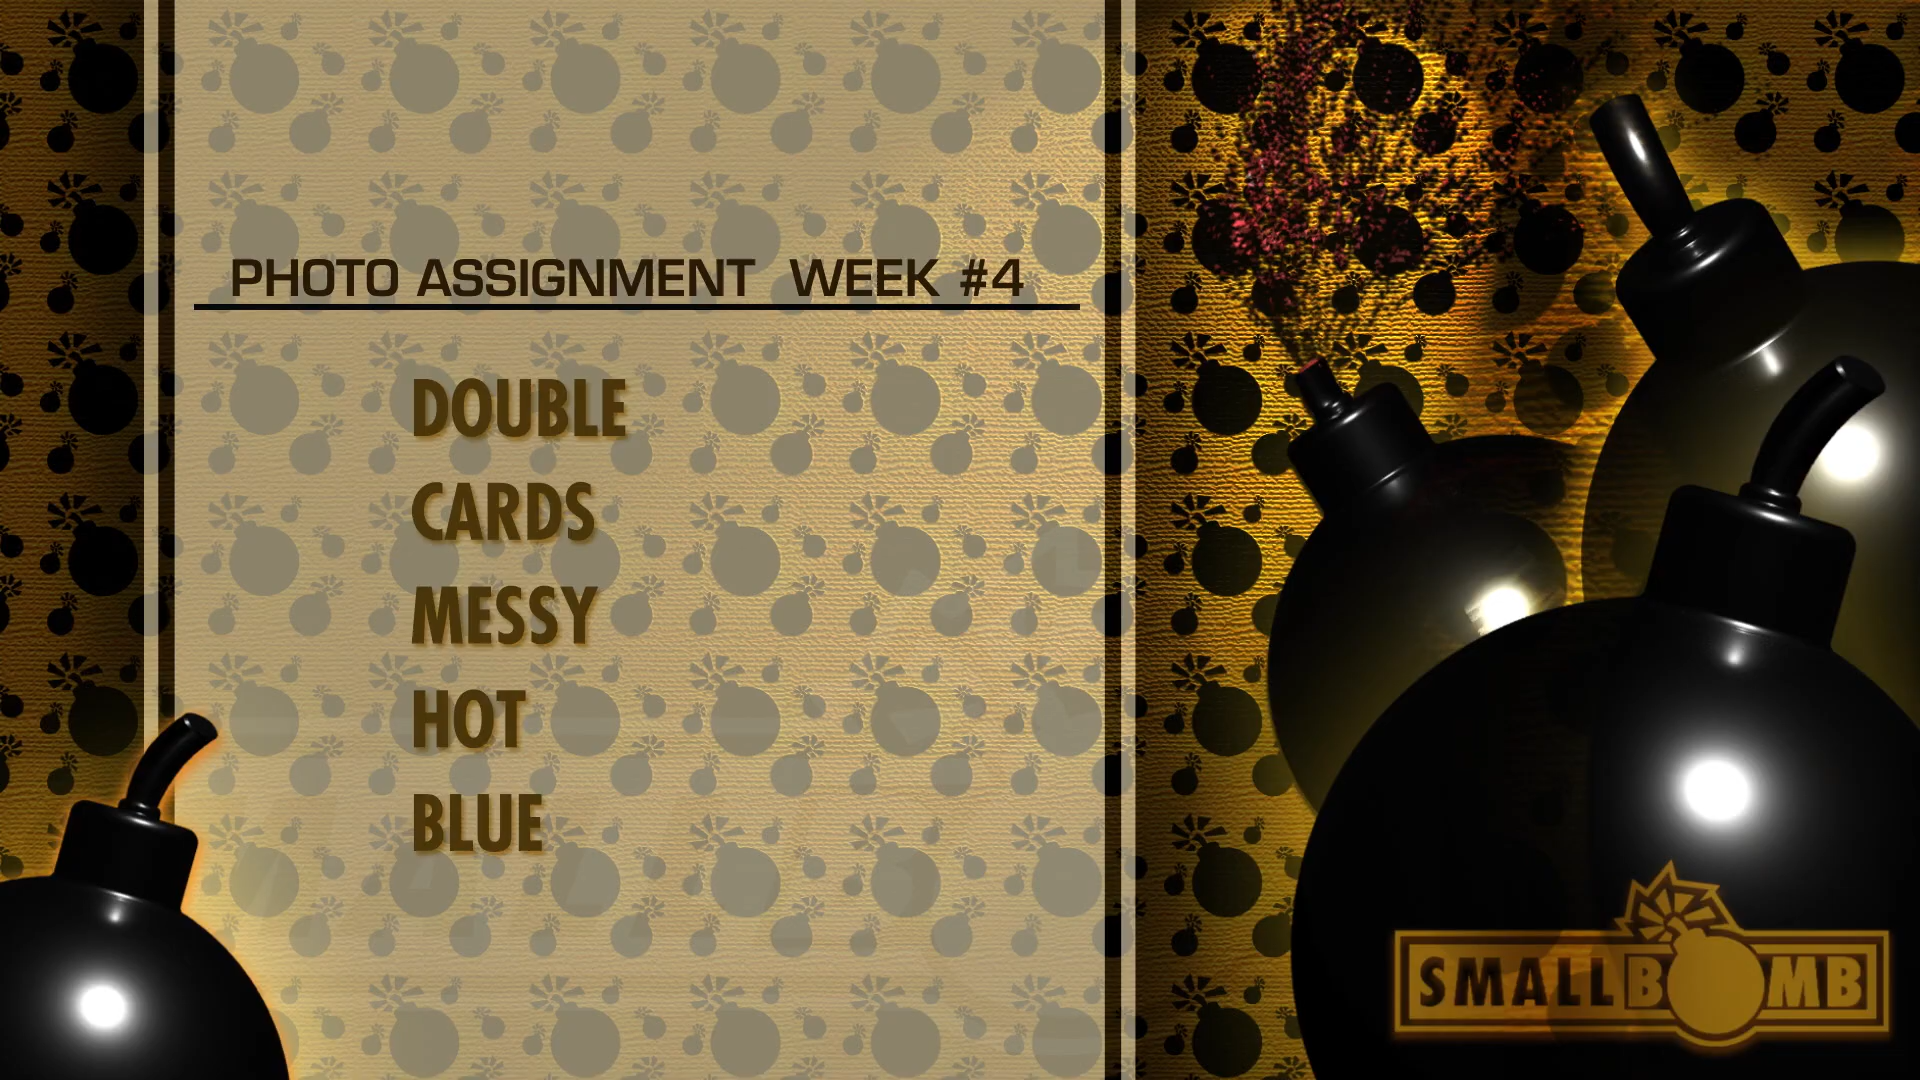 PHOTO ASSIGNMENT WEEK #4
DOUBLE
CARDS
MESSY
HOT
BLUE
SMALLBOMB